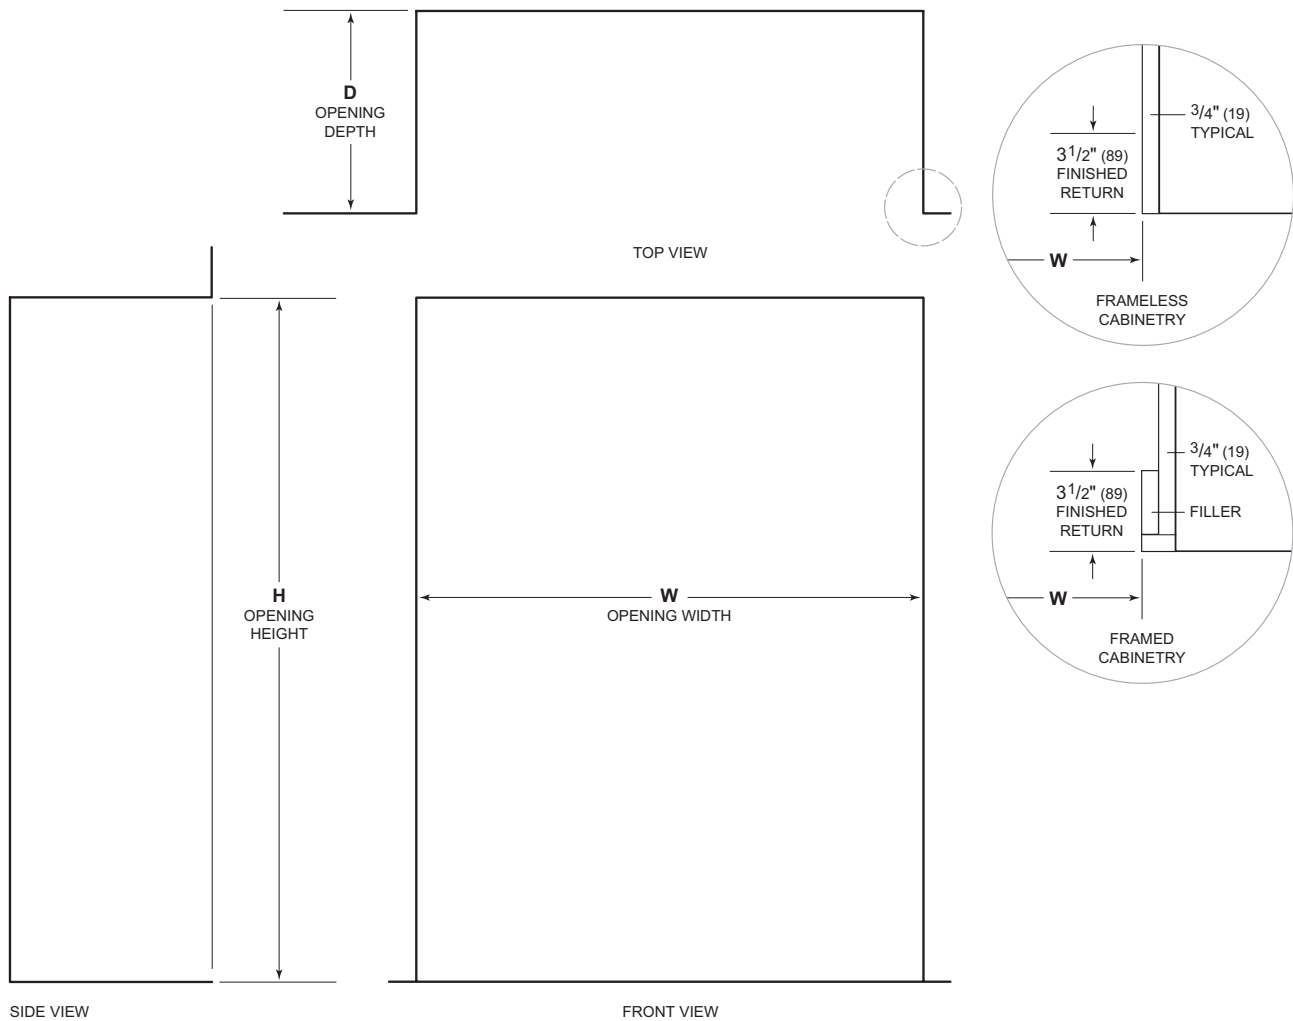 D
OPENING
DEPTH
TOP VIEW
3/4" (19)
TYPICAL
3 1/2" (89)
FINISHED
RETURN
W
FRAMELESS
CABINETRY
H
OPENING
HEIGHT
W
OPENING WIDTH
3/4" (19)
TYPICAL
3 1/2" (89)
FINISHED
RETURN
FILLER
W
FRAMED
CABINETRY
SIDE VIEW
FRONT VIEW